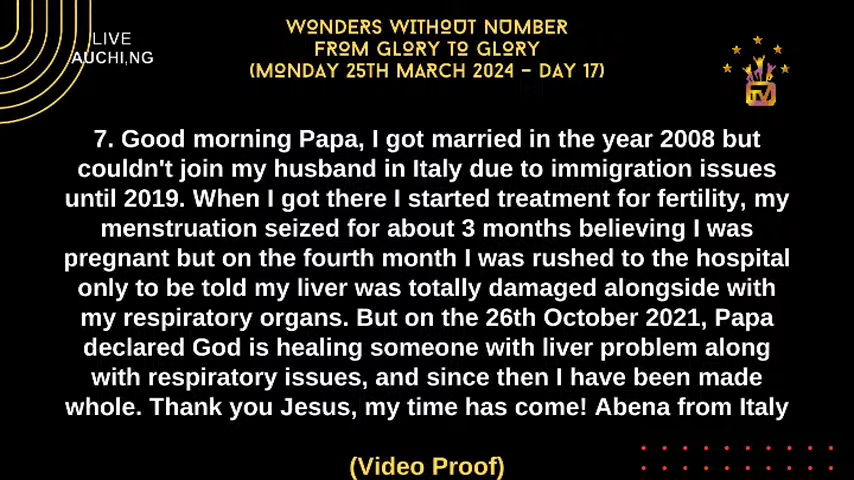 LIVE
AUCHI,NG
WONDERS WITHOUT NUMBER
FROM GLORY TO GLORY
(MONDAY 25TH MARCH 2024 – DAY 17)
TV
7. Good morning Papa, I got married in the year 2008 but
couldn't join my husband in Italy due to immigration issues
until 2019. When I got there I started treatment for fertility, my
menstruation seized for about 3 months believing I was
pregnant but on the fourth month I was rushed to the hospital
only to be told my liver was totally damaged alongside with
my respiratory organs. But on the 26th October 2021, Papa
declared God is healing someone with liver problem along
with respiratory issues, and since then I have been made
whole. Thank you Jesus, my time has come! Abena from Italy
(Video Proof)